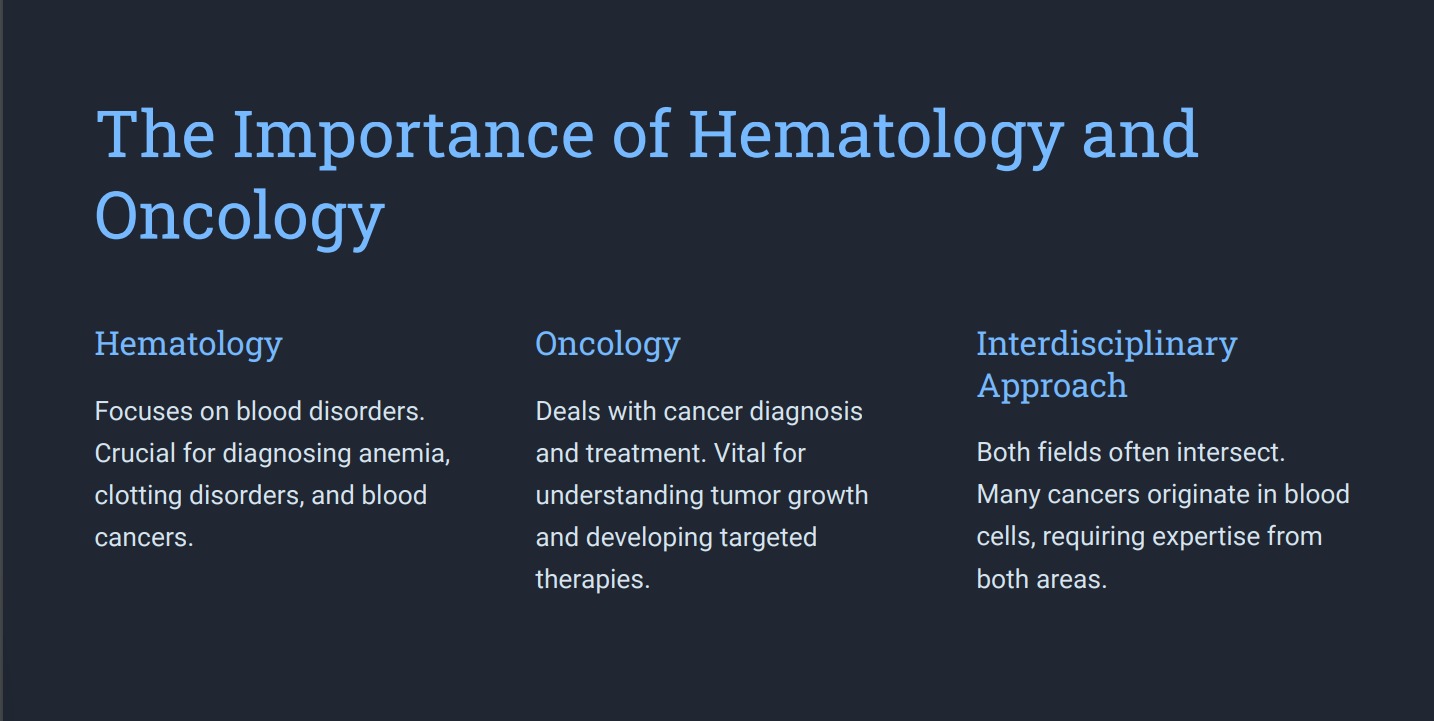 The Importance of Hematology and
Oncology
Hematology
Focuses on blood disorders.
Crucial for diagnosing anemia,
clotting disorders, and blood
cancers.
Oncology
Deals with cancer diagnosis
and treatment. Vital for
understanding tumor growth
and developing targeted
therapies.
Interdisciplinary
Approach
Both fields often intersect.
Many cancers originate in blood
cells, requiring expertise from
both areas.